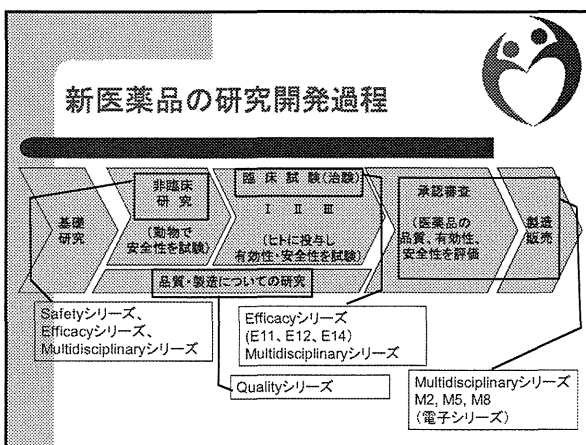 新医薬品の研究開発過程
基礎
研究
非臨床
研究
(動物で
安全性を試験)
臨床試験(治験)
Ⅰ Ⅱ Ⅲ
(ヒトに投与し
有効性・安全性を試験)
承認審査
(医薬品の
品質、有効性、
安全性を評価
製造
販売
品質・製造についての研究
Safetyシリーズ、
Efficacyシリーズ、
Multidisciplinaryシリーズ
Efficacyシリーズ
(E11、E12、E14)
Multidisciplinaryシリーズ
Qualityシリーズ
Multidisciplinaryシリーズ
M2, M5, M8
(電子シリーズ)